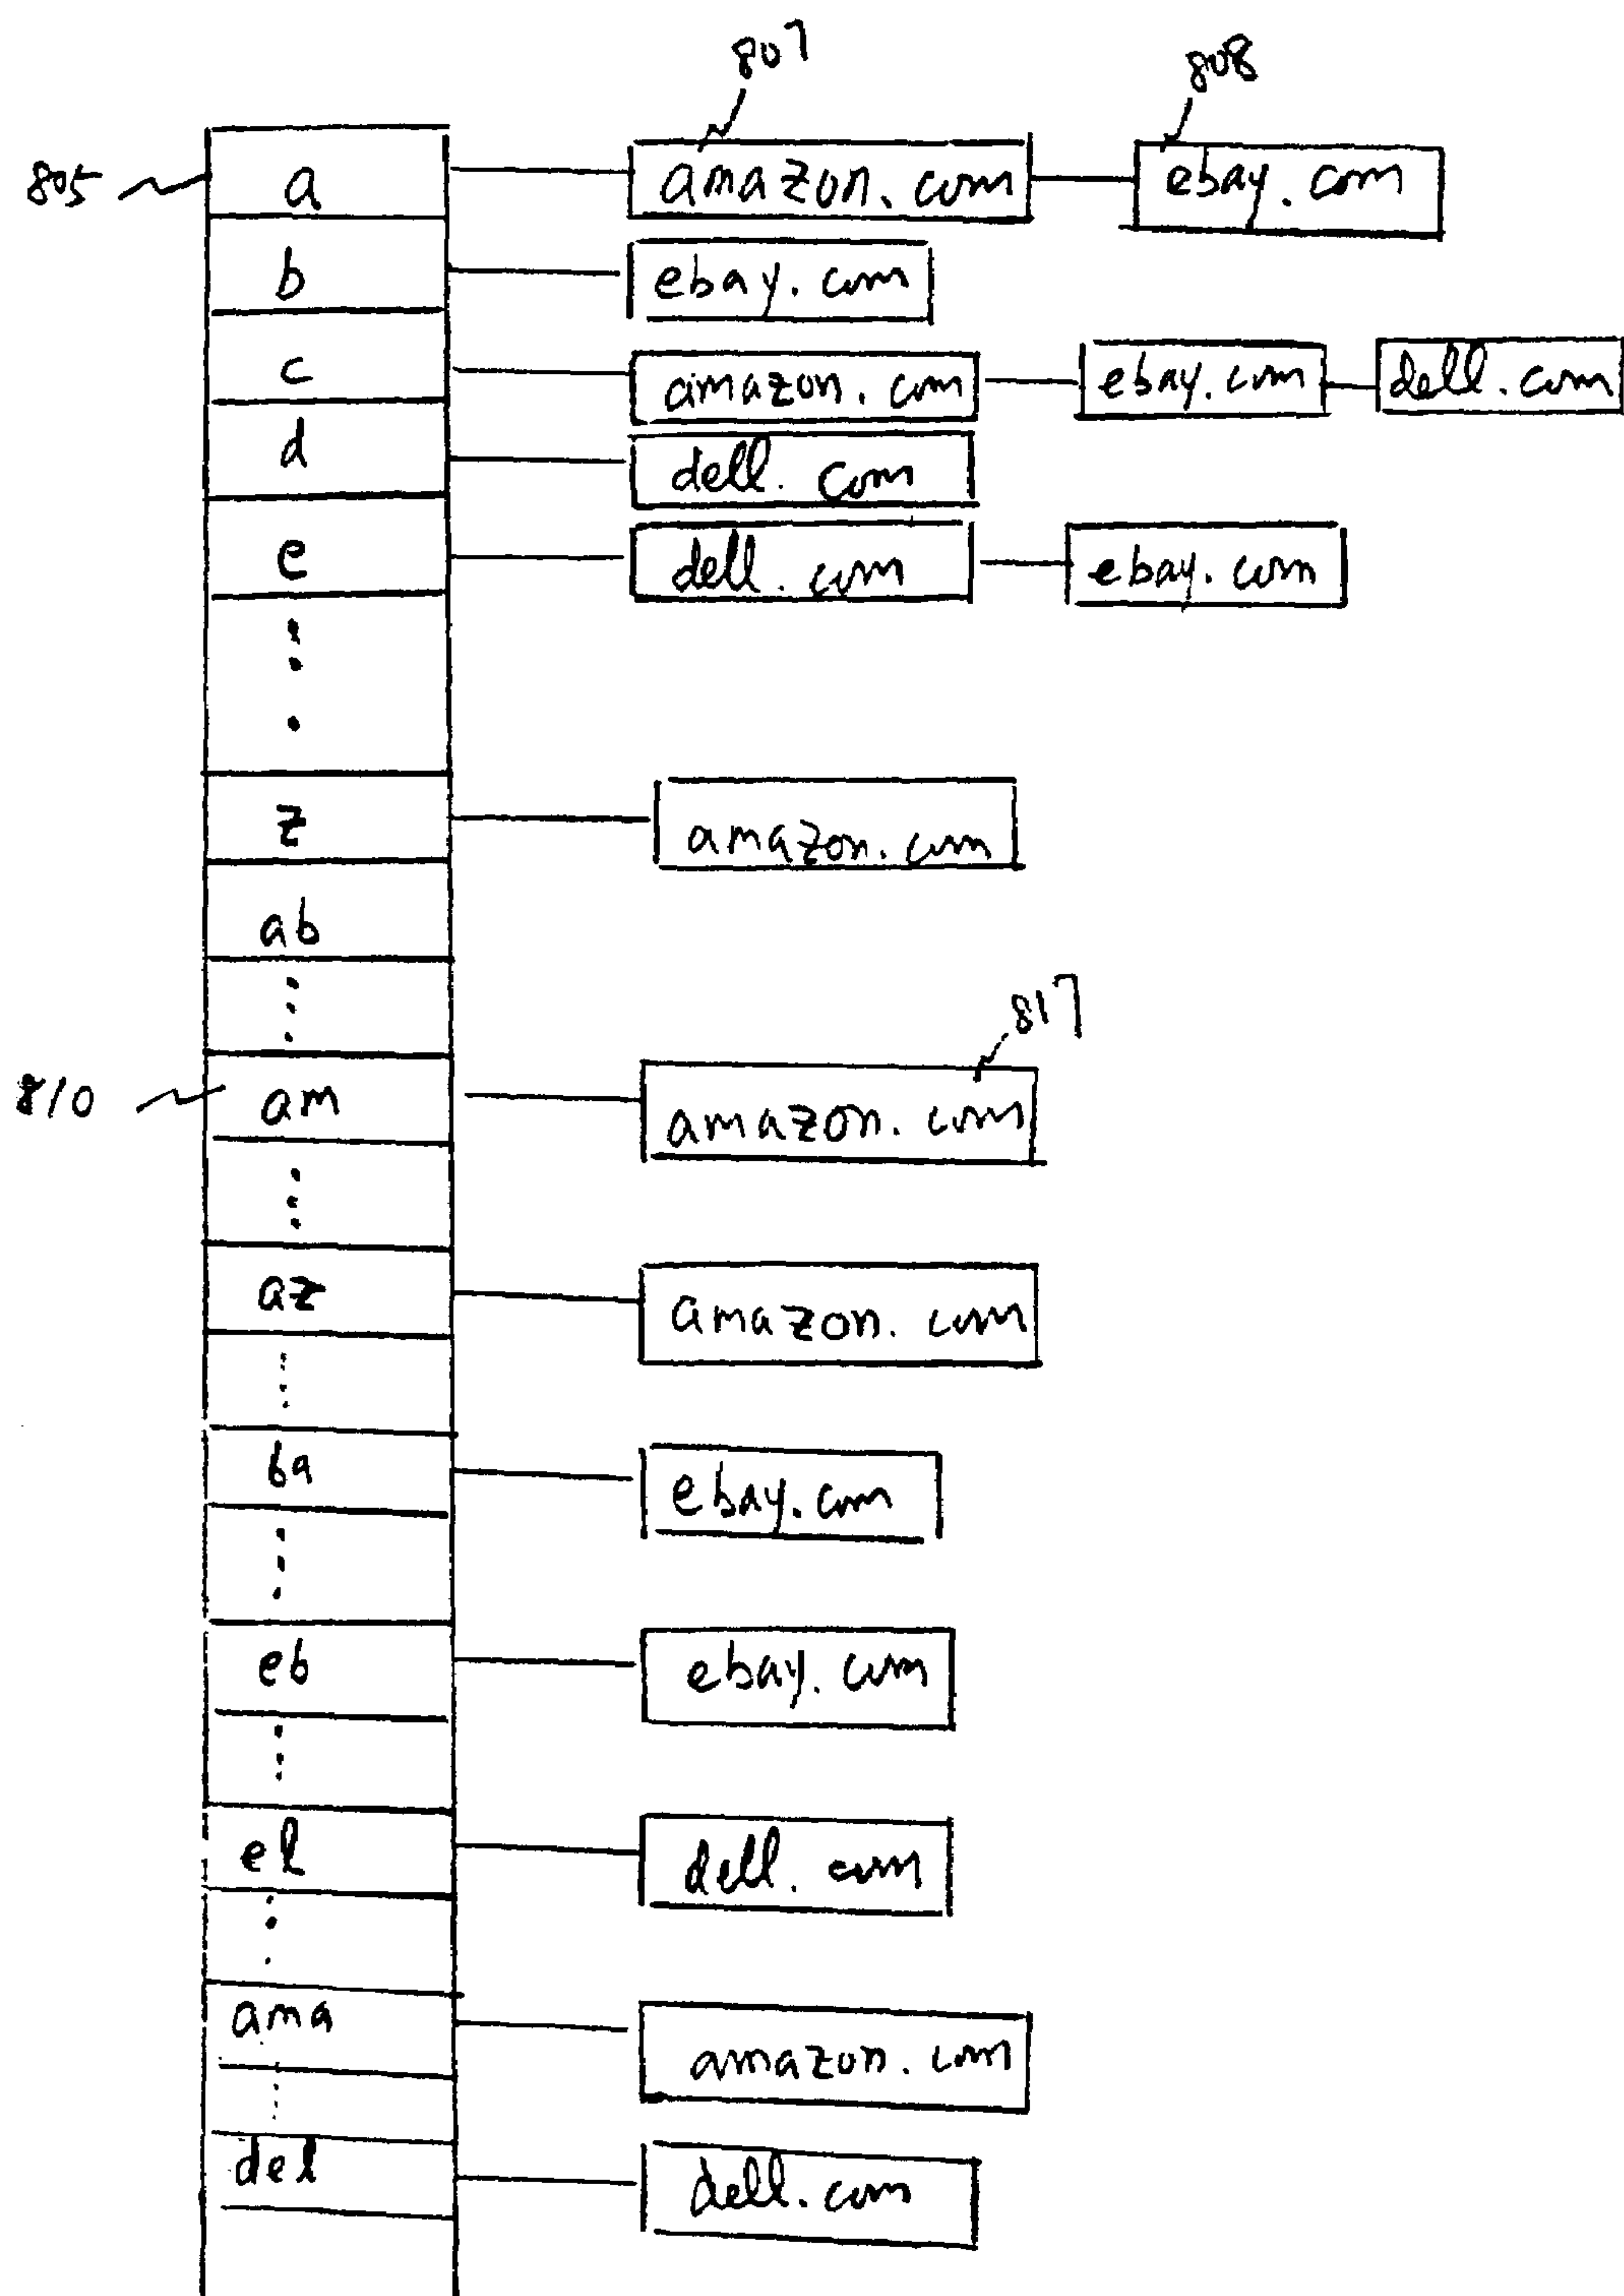 807 808
805 a amazon.com ebay.com
b ebay.com
c amazon.com ebay.com dell.com
d dell.com
e dell.com ebay.com
z amazon.com
ab
817
810 am amazon.com
az amazon.com
ba ebay.com
eb ebay.com
el dell.com
ama amazon.com
del dell.com